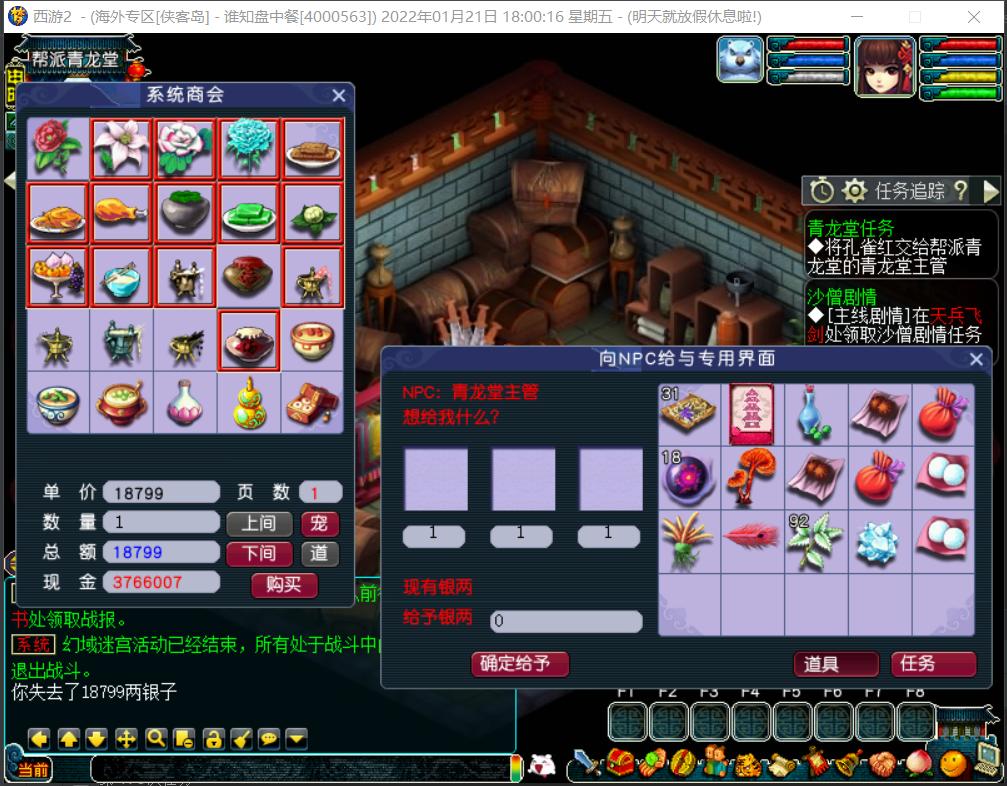 西游2 - (海外专区[侠客岛] - 谁知盘中餐[4000563]) 2022年01月21日 18:00:16 星期五 - (明天就放假休息啦!)
帮派青龙堂
系统商会
单价 18799 页数 1
数量 1 上间 宠
总额 18799 下间 道
现金 3766007
购买
任务追踪 ?
青龙堂任务
◆将孔雀红交给帮派青
龙堂的青龙堂主管
沙僧剧情
◆[主线剧情]在天兵飞
剑处领取沙僧剧情任务
向NPC给与专用界面
NPC: 青龙堂主管
想给我什么?
1 1 1
现有银两
给予银两 0
确定给予
31
18
92
道具 任务
书处领取战报。
系统 幻域迷宫活动已经结束，所有处于战斗中
退出战斗。
你失去了18799两银子
F1 F2 F3 F4 F5 F6 F7 F8
当前